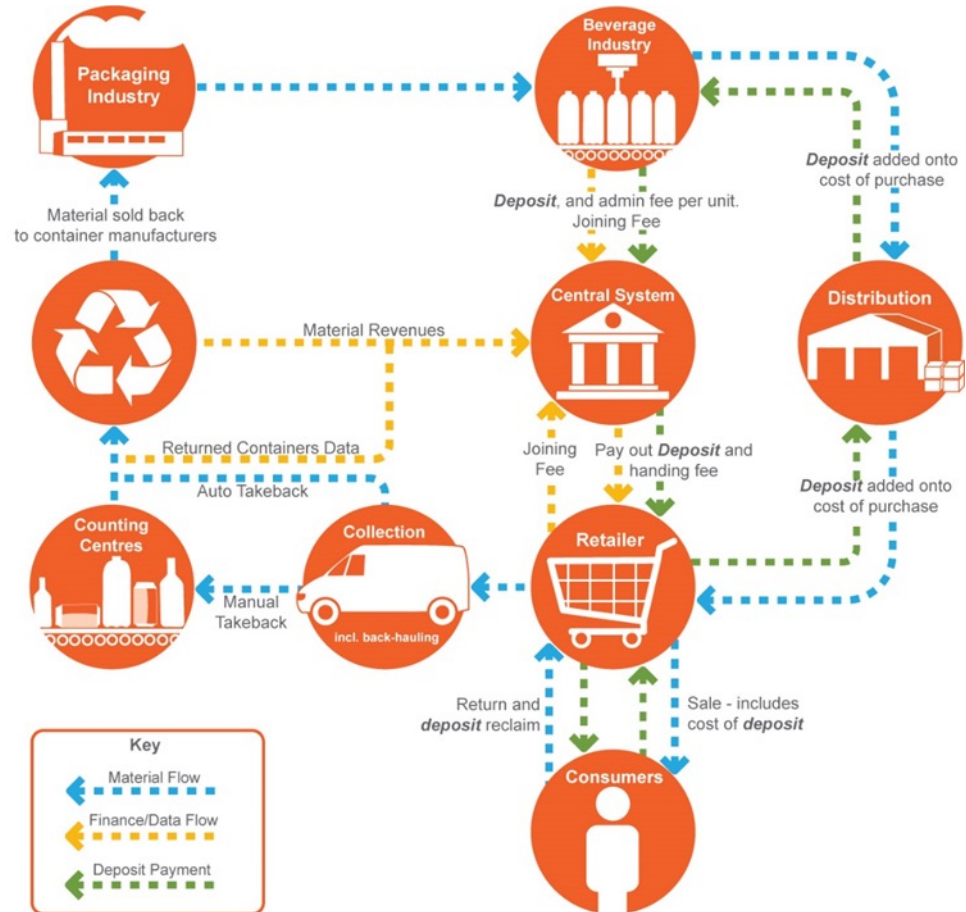 Packaging
Industry
Beverage
Industry
Deposit added onto
cost of purchase
Material sold back
to container manufacturers
Deposit, and admin fee per unit.
Joining Fee
Central System
Distribution
Material Revenues
Returned Containers Data
Auto Takeback
Joining
Fee
Pay out Deposit and
handing fee
Deposit added onto
cost of purchase
Counting
Centres
Collection
incl. back-hauling
Manual
Takeback
Retailer
Return and
deposit reclaim
Sale - includes
cost of deposit
Consumers
Key
Material Flow
Finance/Data Flow
Deposit Payment